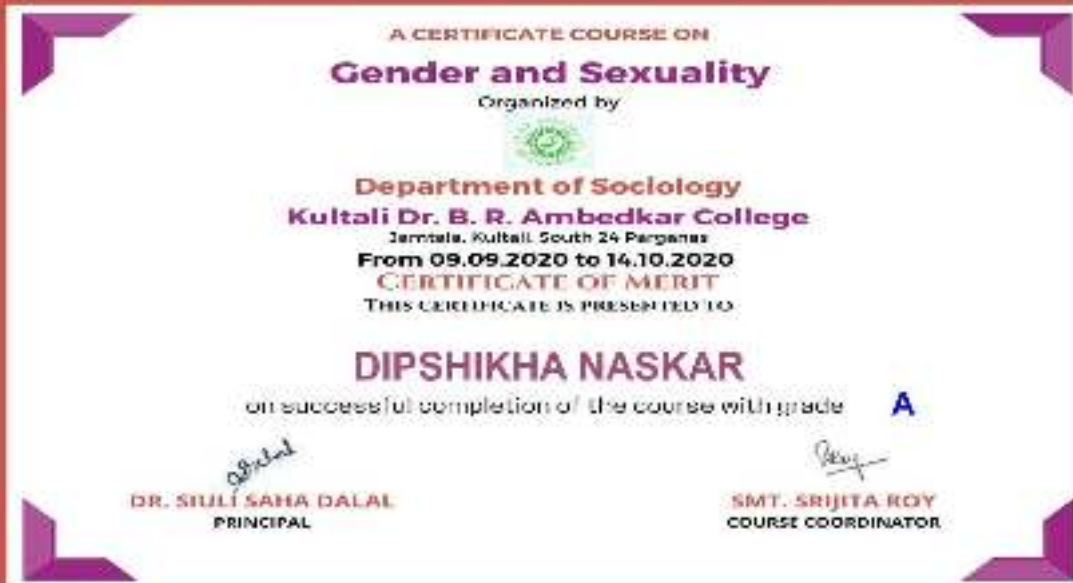 A CERTIFICATE COURSE ON
Gender and Sexuality
Organized by
Department of Sociology
Kultali Dr. B. R. Ambedkar College
Jamtala, Kultali, South 24 Parganas
From 09.09.2020 to 14.10.2020
CERTIFICATE OF MERIT
THIS CERTIFICATE IS PRESENTED TO
DIPSHIKHA NASKAR
on successful completion of the course with grade A
DR. SIULI SAHA DALAL
PRINCIPAL
SMT. SRIJITA ROY
COURSE COORDINATOR